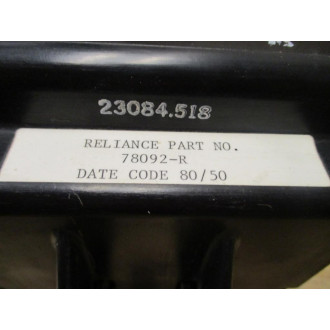 23084.518
RELIANCE PART NO.
78092-R
DATE CODE 80/50